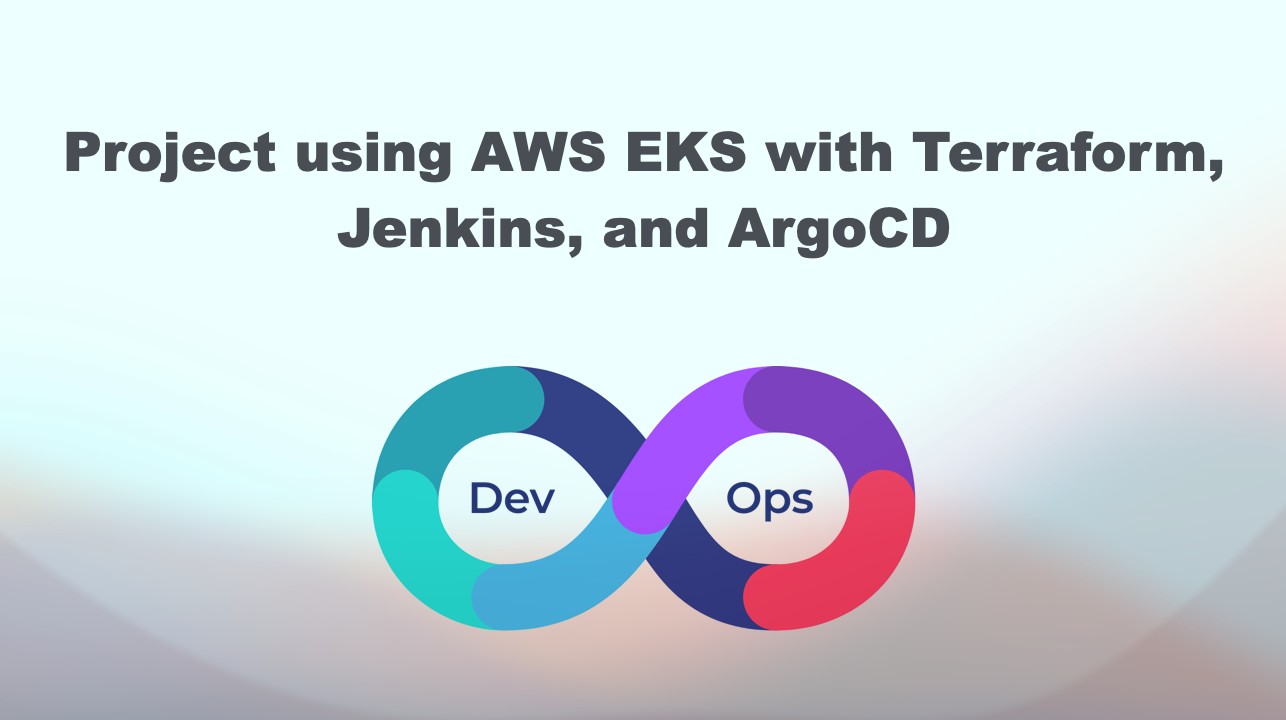 Project using AWS EKS with Terraform,
Jenkins, and ArgoCD
Dev
Ops